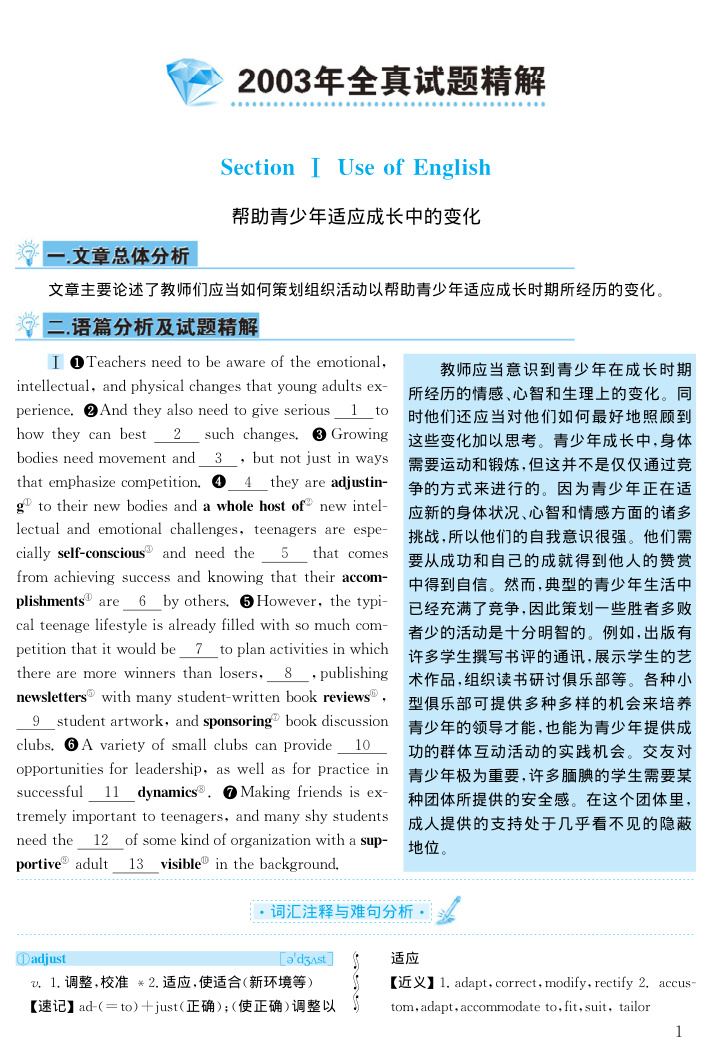 2003年全真试题精解
Section Ⅰ Use of English
帮助青少年适应成长中的变化
一.文章总体分析
文章主要论述了教师们应当如何策划组织活动以帮助青少年适应成长时期所经历的变化。
二.语篇分析及试题精解
Ⅰ ❶Teachers need to be aware of the emotional,
intellectual, and physical changes that young adults ex-
perience. ❷And they also need to give serious 1 to
how they can best 2 such changes. ❸Growing
bodies need movement and 3 , but not just in ways
that emphasize competition. ❹ 4 they are adjustin-
g① to their new bodies and a whole host of② new intel-
lectual and emotional challenges, teenagers are espe-
cially self-conscious③ and need the 5 that comes
from achieving success and knowing that their accom-
plishments④ are 6 by others. ❺However, the typi-
cal teenage lifestyle is already filled with so much com-
petition that it would be 7 to plan activities in which
there are more winners than losers, 8 , publishing
newsletters⑤ with many student-written book reviews⑥,
9 student artwork, and sponsoring⑦ book discussion
clubs. ❻A variety of small clubs can provide 10
opportunities for leadership, as well as for practice in
successful 11 dynamics⑧. ❼Making friends is ex-
tremely important to teenagers, and many shy students
need the 12 of some kind of organization with a sup-
portive⑨ adult 13 visible⑩ in the background.
教师应当意识到青少年在成长时期
所经历的情感、心智和生理上的变化。同
时他们还应当对他们如何最好地照顾到
这些变化加以思考。青少年成长中,身体
需要运动和锻炼,但这并不是仅仅通过竞
争的方式来进行的。因为青少年正在适
应新的身体状况、心智和情感方面的诸多
挑战,所以他们的自我意识很强。他们需
要从成功和自己的成就得到他人的赞赏
中得到自信。然而,典型的青少年生活中
已经充满了竞争,因此策划一些胜者多败
者少的活动是十分明智的。例如,出版有
许多学生撰写书评的通讯,展示学生的艺
术作品,组织读书研讨俱乐部等。各种小
型俱乐部可提供多种多样的机会来培养
青少年的领导才能,也能为青少年提供成
功的群体互动活动的实践机会。交友对
青少年极为重要,许多腼腆的学生需要某
种团体所提供的安全感。在这个团体里,
成人提供的支持处于几乎看不见的隐蔽
地位。
·词汇注释与难句分析·
①adjust [əˈdʒʌst]
v. 1.调整,校准 *2.适应,使适合(新环境等)
【速记】ad-(=to)+just(正确);(使正确)调整以
适应
【近义】1. adapt,correct,modify,rectify 2. accus-
tom,adapt,accommodate to,fit,suit, tailor
1